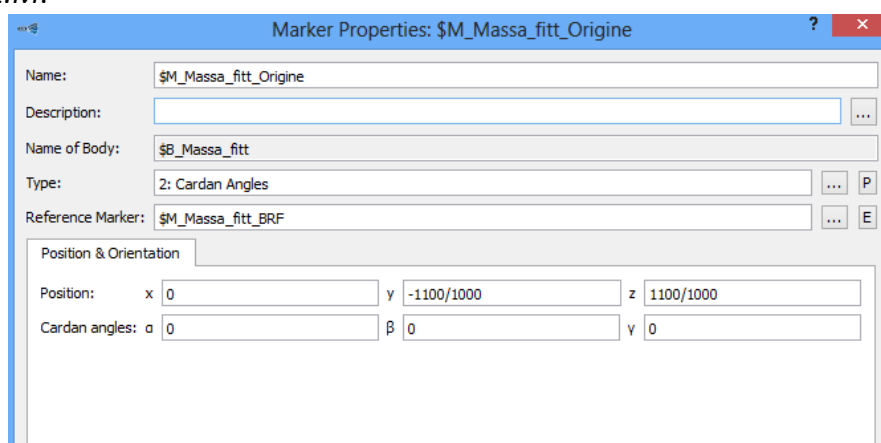 Marker Properties: $M_Massa_fitt_Origine ? ×
Name: $M_Massa_fitt_Origine
Description: ...
Name of Body: $B_Massa_fitt
Type: 2: Cardan Angles ... P
Reference Marker: $M_Massa_fitt_BRF ... E
Position & Orientation
Position: x 0 y -1100/1000 z 1100/1000
Cardan angles: α 0 β 0 γ 0